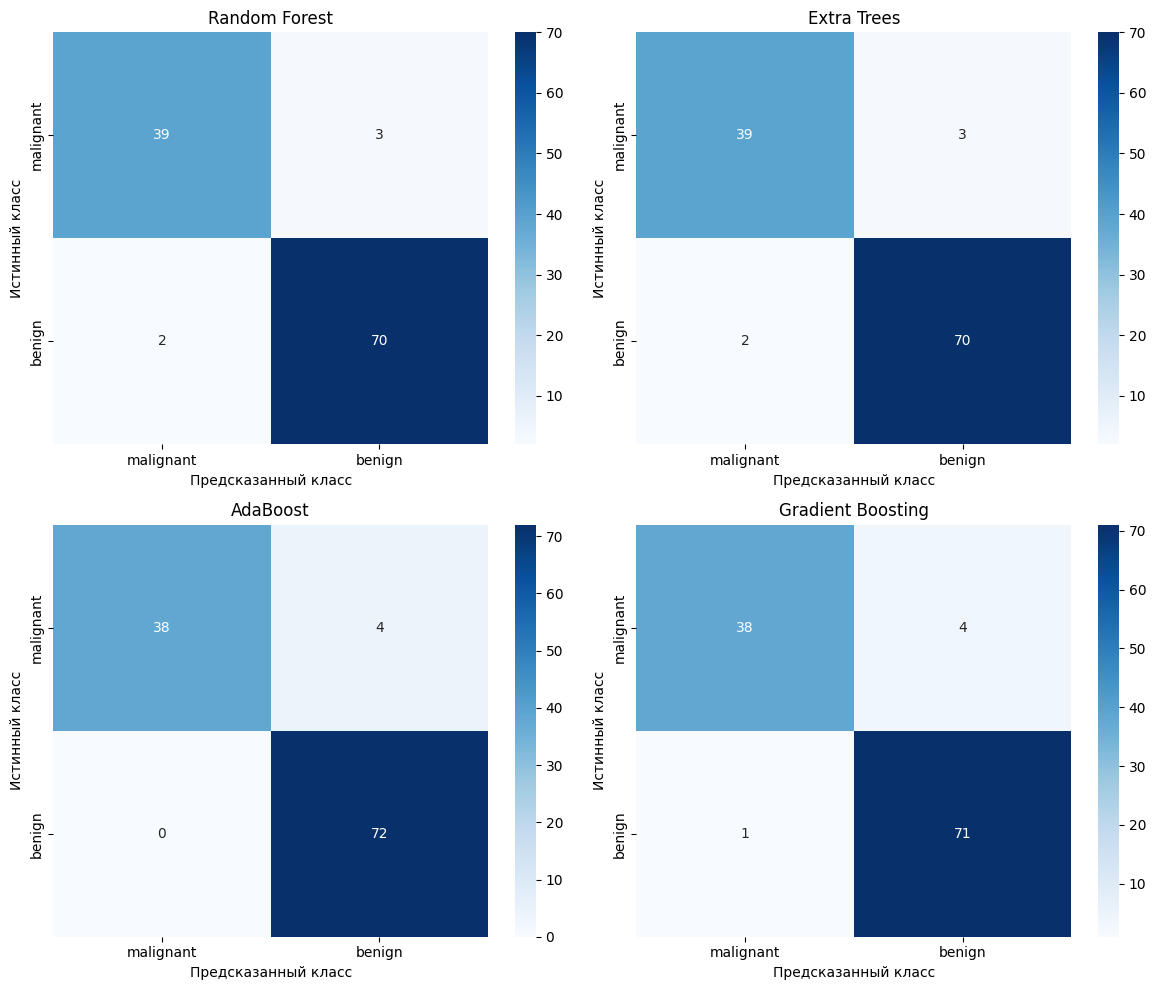 Random Forest
malignant
benign
Истинный класс
39
3
2
70
malignant
benign
Предсказанный класс
70
60
50
40
30
20
10
Extra Trees
malignant
benign
Истинный класс
39
3
2
70
malignant
benign
Предсказанный класс
70
60
50
40
30
20
10
AdaBoost
malignant
benign
Истинный класс
38
4
0
72
malignant
benign
Предсказанный класс
70
60
50
40
30
20
10
0
Gradient Boosting
malignant
benign
Истинный класс
38
4
1
71
malignant
benign
Предсказанный класс
70
60
50
40
30
20
10